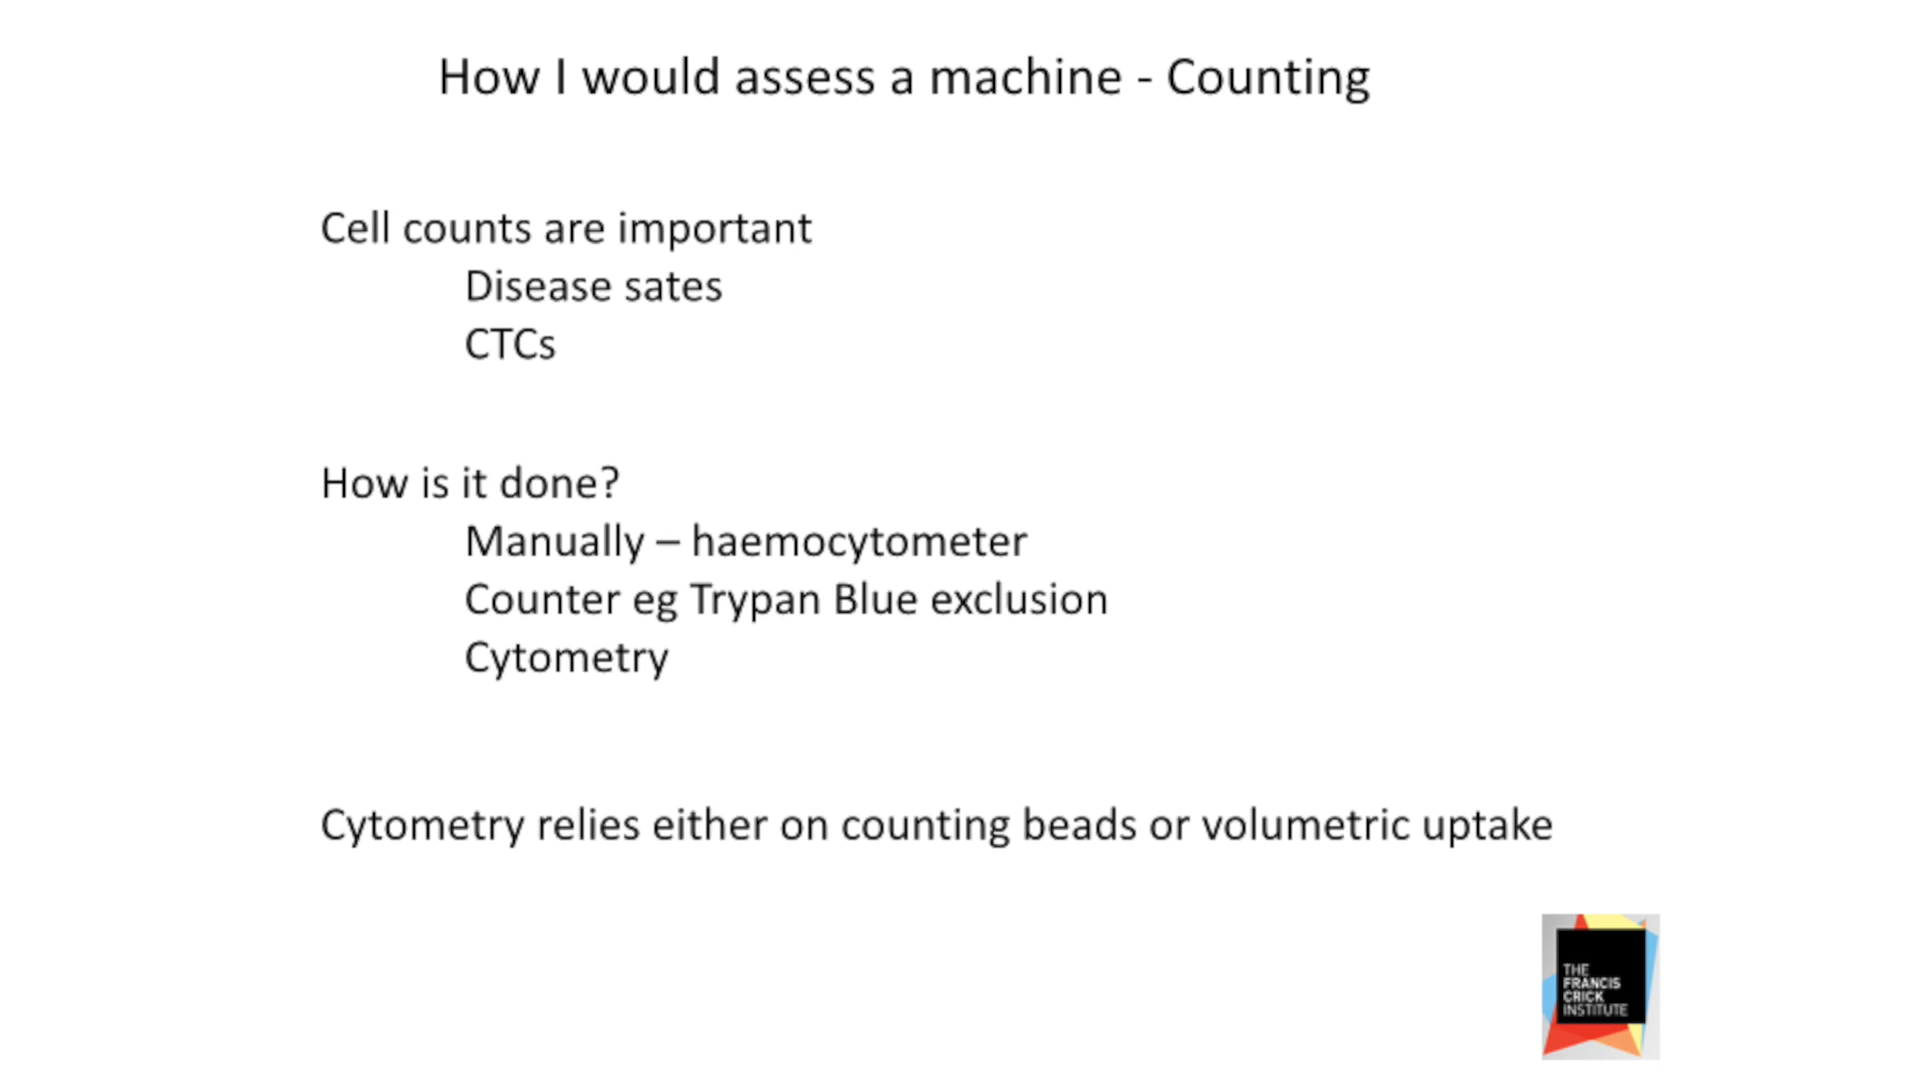 How I would assess a machine - Counting
Cell counts are important
Disease sates
CTCs
How is it done?
Manually – haemocytometer
Counter eg Trypan Blue exclusion
Cytometry
Cytometry relies either on counting beads or volumetric uptake
THE
FRANCIS
CRICK
INSTITUTE